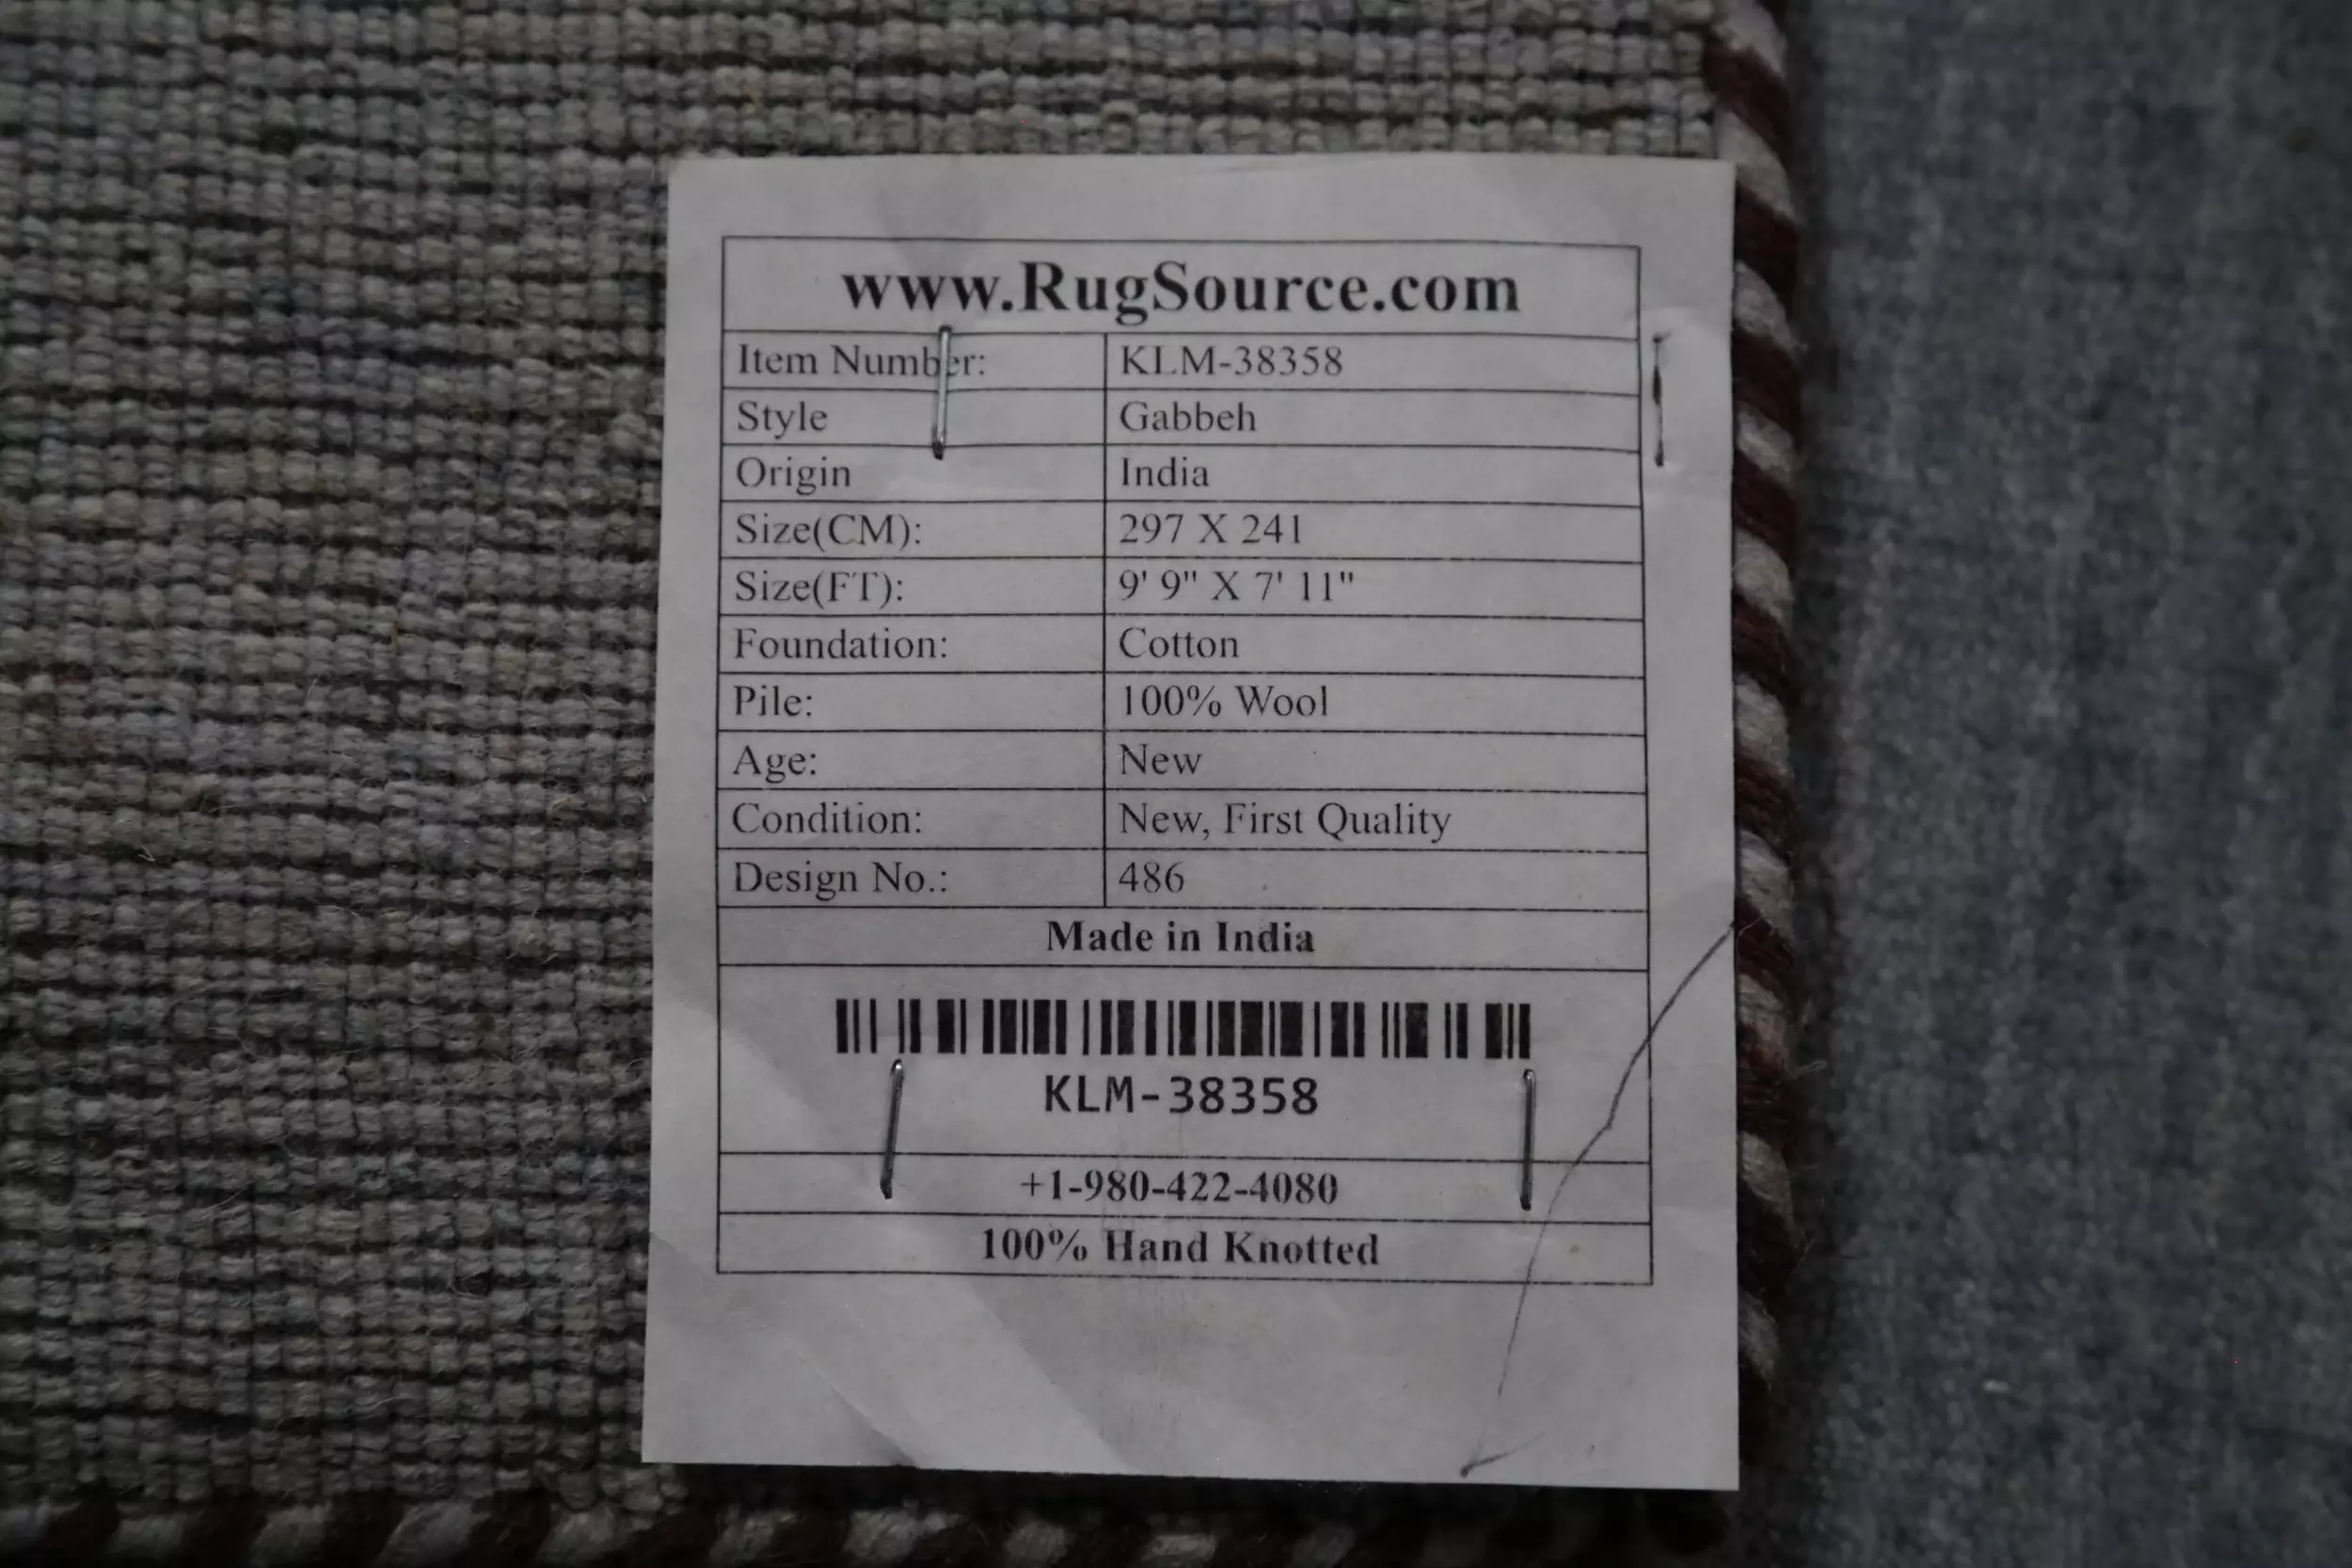 www.RugSource.com
Item Number: KLM-38358
Style Gabbeh
Origin India
Size(CM): 297 X 241
Size(FT): 9' 9" X 7' 11"
Foundation: Cotton
Pile: 100% Wool
Age: New
Condition: New, First Quality
Design No.: 486
Made in India
KLM-38358
+1-980-422-4080
100% Hand Knotted